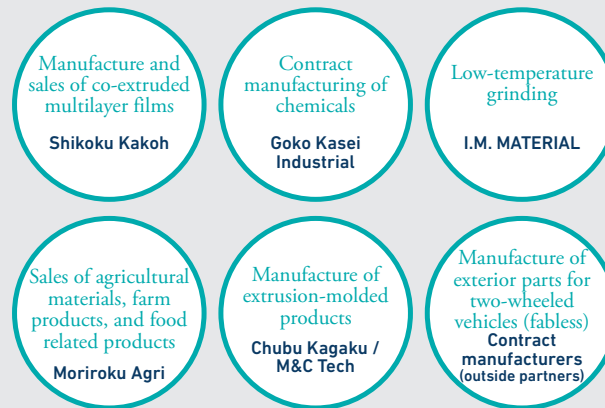 Manufacture and
sales of co-extruded
multilayer films
Shikoku Kakoh
Contract
manufacturing of
chemicals
Goko Kasei
Industrial
Low-temperature
grinding
I.M. MATERIAL
Sales of agricultural
materials, farm
products, and food
related products
Moriroku Agri
Manufacture of
extrusion-molded
products
Chubu Kagaku /
M&C Tech
Manufacture of
exterior parts for
two-wheeled
vehicles (fabless)
Contract
manufacturers
(outside partners)